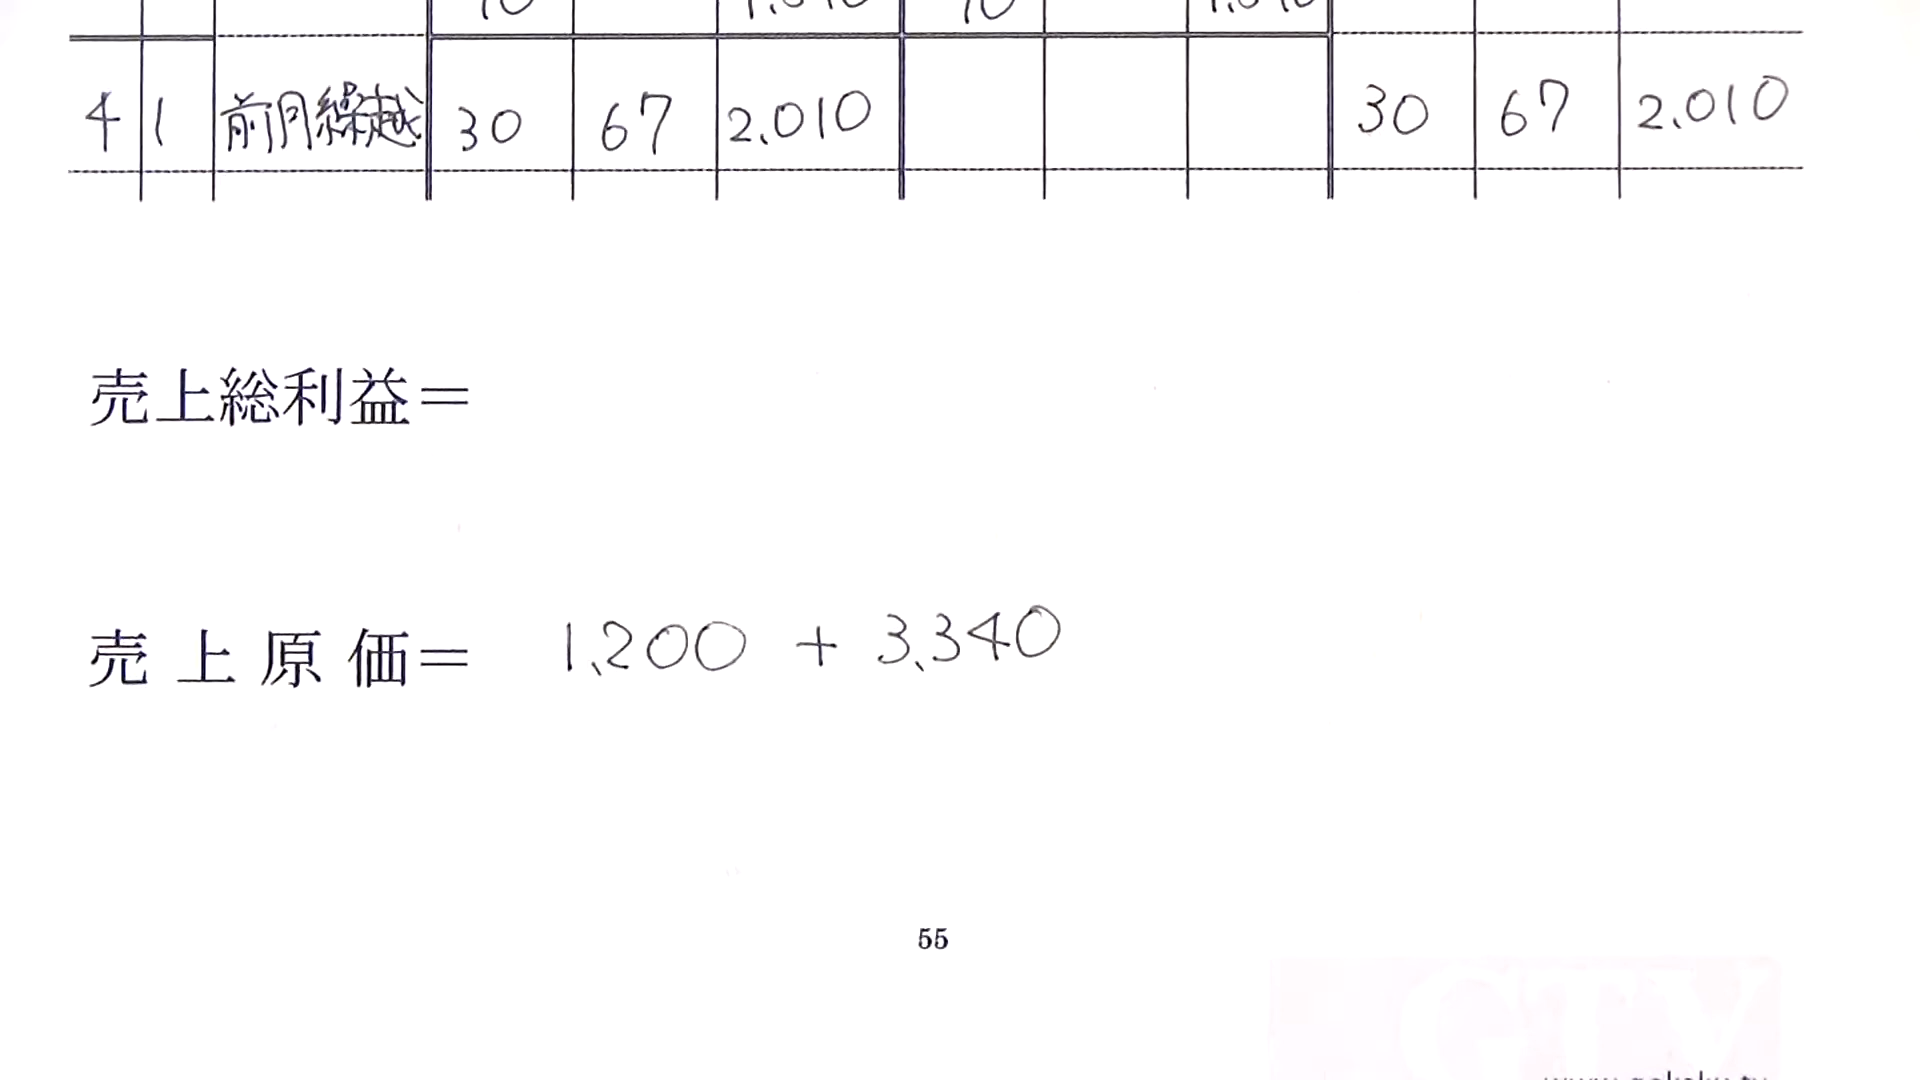 4 1 前月繰越 30 67 2.010 30 67 2.010
売上総利益＝
売上原価＝ 1,200 + 3,340
55